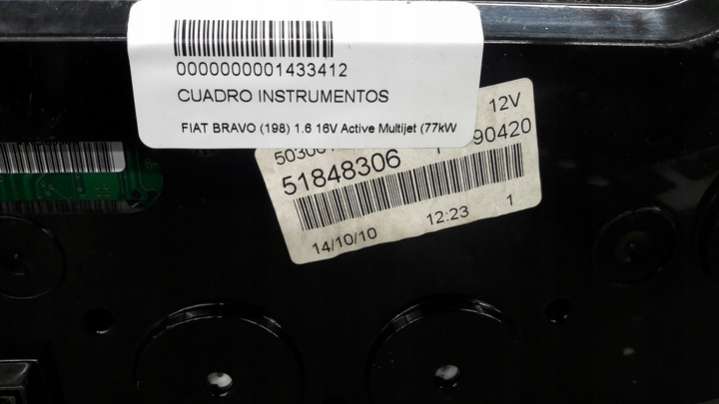 0000000001433412
CUADRO INSTRUMENTOS
FIAT BRAVO (198) 1.6 16V Active Multijet (77kW
12V
90420
51848306
14/10/10 12:23 1